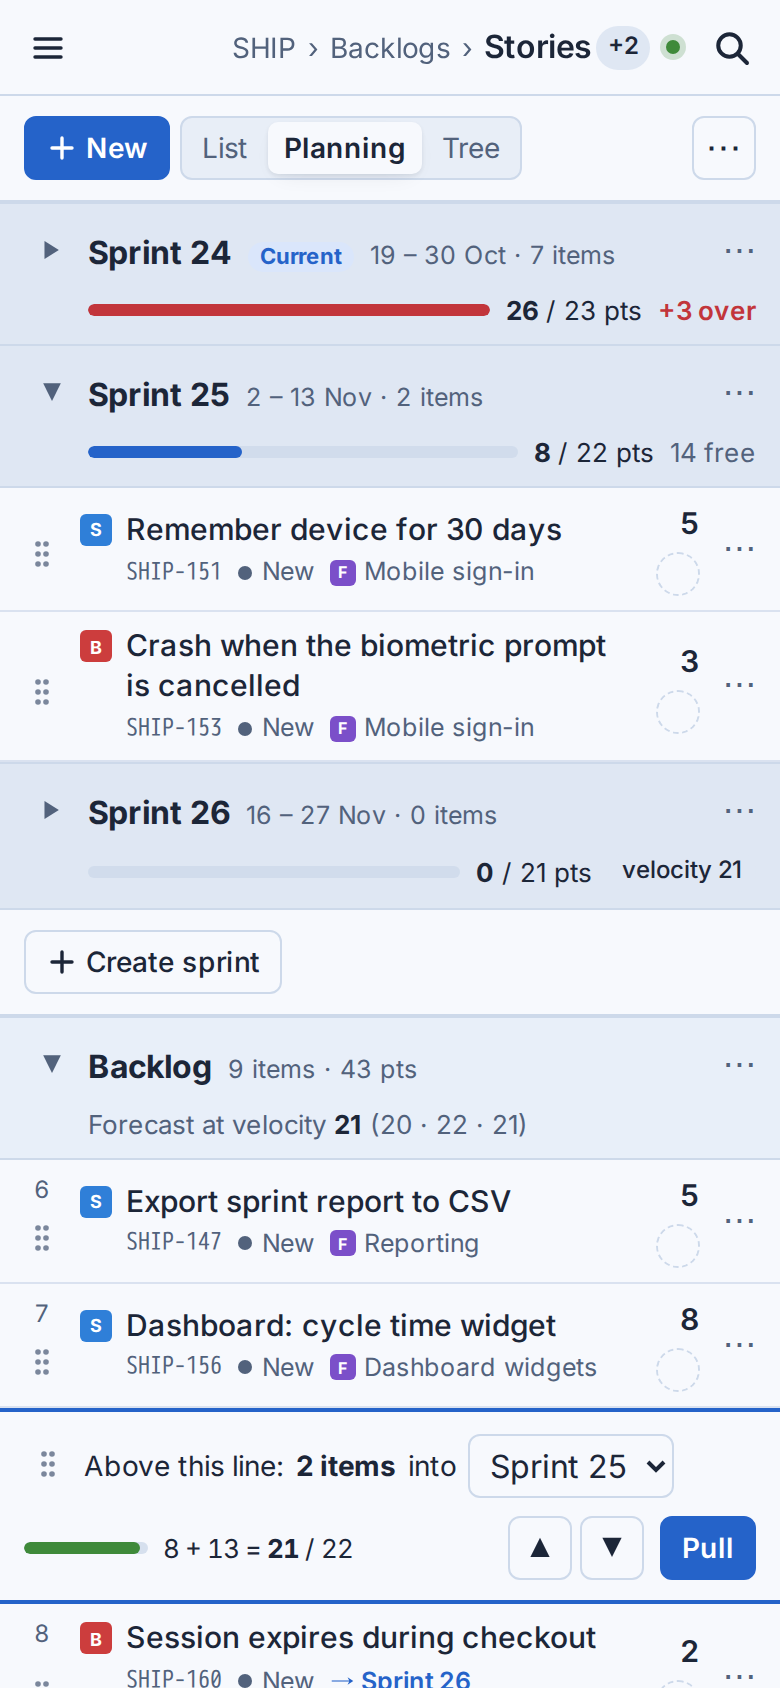 SHIP › Backlogs › Stories +2
+ New List Planning Tree ···
Sprint 24 Current 19 – 30 Oct · 7 items ···
26 / 23 pts +3 over
Sprint 25 2 – 13 Nov · 2 items ···
8 / 22 pts 14 free
S Remember device for 30 days 5 ···
SHIP-151 New F Mobile sign-in
B Crash when the biometric prompt 3 ···
is cancelled
SHIP-153 New F Mobile sign-in
Sprint 26 16 – 27 Nov · 0 items ···
0 / 21 pts velocity 21
+ Create sprint
Backlog 9 items · 43 pts ···
Forecast at velocity 21 (20 · 22 · 21)
6 S Export sprint report to CSV 5 ···
SHIP-147 New F Reporting
7 S Dashboard: cycle time widget 8 ···
SHIP-156 New F Dashboard widgets
Above this line: 2 items into Sprint 25
8 + 13 = 21 / 22 ▲ ▼ Pull
8 B Session expires during checkout 2 ···
SHIP-160 New → Sprint 26